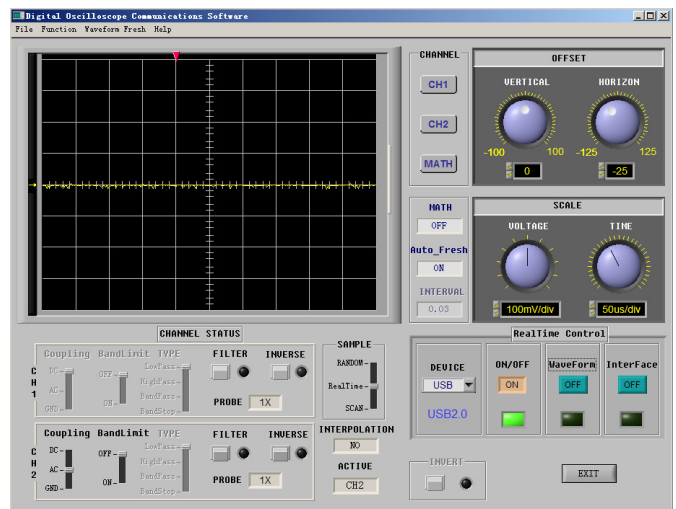 Digital Oscilloscope Communications Software
File Function Waveform Fresh Help
CHANNEL
CH1
CH2
MATH
OFFSET
VERTICAL HORIZON
-100 100 -125 125
0 -25
MATH
OFF
Auto_Fresh
ON
INTERVAL
0.03
SCALE
VOLTAGE TIME
100mV/div 50us/div
CHANNEL STATUS
CH1
Coupling BandLimit TYPE FILTER INVERSE
DC
AC
GND
OFF
ON
LowPass
HighPass
BandPass
BandStop
PROBE 1X
CH2
Coupling BandLimit TYPE FILTER INVERSE
DC
AC
GND
OFF
ON
LowPass
HighPass
BandPass
BandStop
PROBE 1X
SAMPLE
RANDOM
RealTime
SCAN
INTERPOLATION
NO
ACTIVE
CH2
RealTime Control
DEVICE
USB
USB2.0
ON/OFF
ON
WaveForm
OFF
InterFace
OFF
INVERT
EXIT